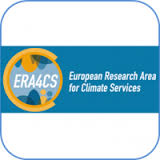 ERA4CS
European Research Area
for Climate Services